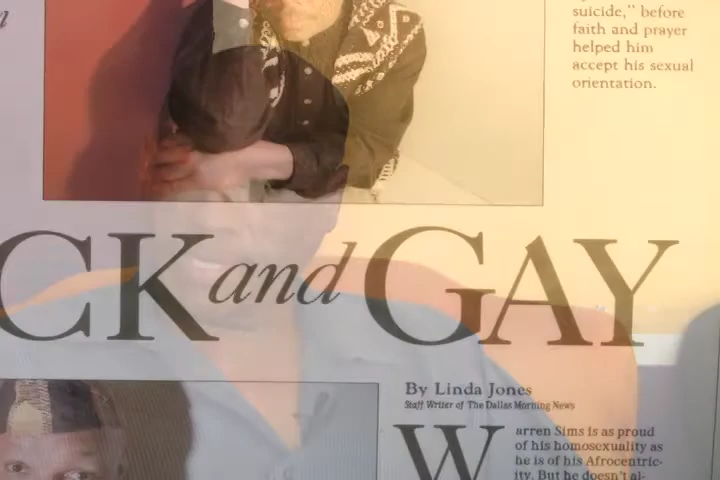 suicide," before
faith and prayer
helped him
accept his sexual
orientation.
CK and GAY
By Linda Jones
Staff Writer of The Dallas Morning News
Warren Sims is as proud
of his homosexuality as
he is of his Afrocentric-
ity. But he doesn't al-